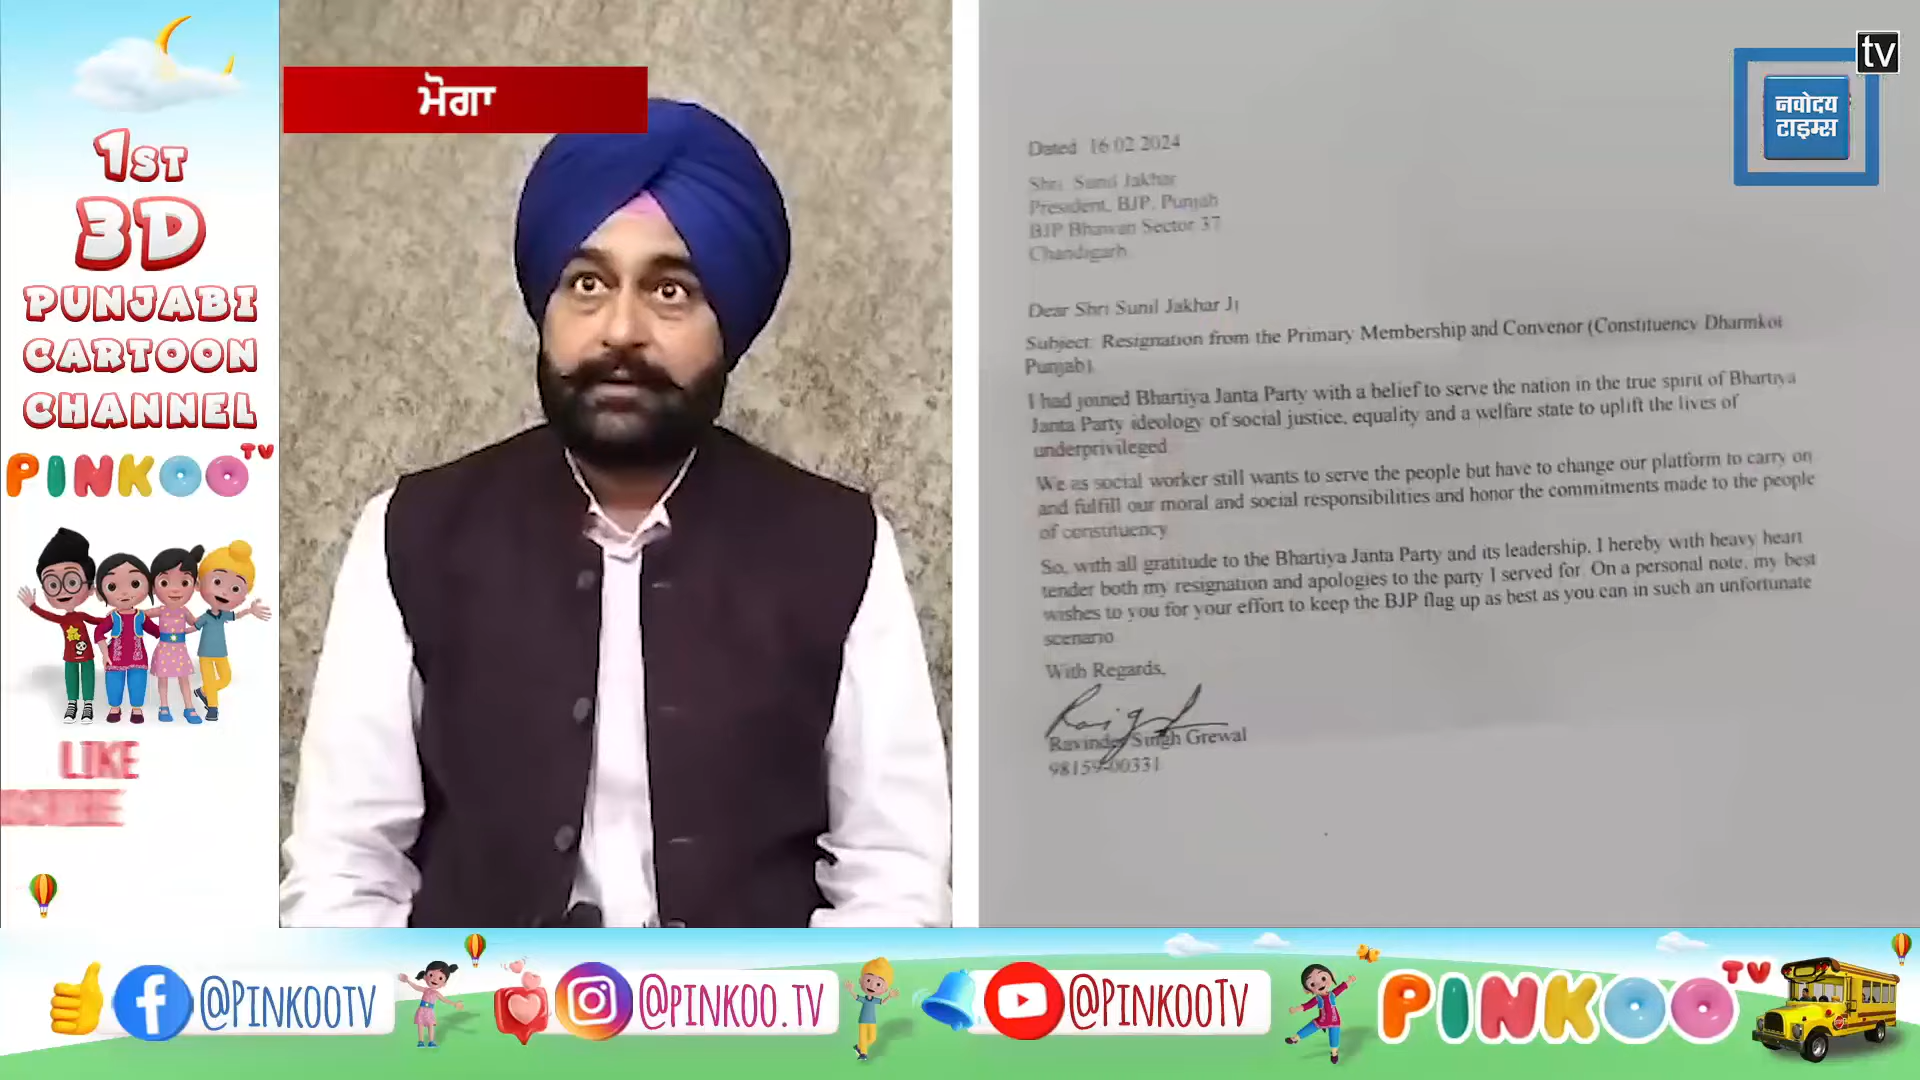 1ST
3D
PUNJABI
CARTOON
CHANNEL
PINKOO TV
LIKE
ਮੋਗਾ
tv
नवोदय
टाइम्स
Dated 16 02 2024
Shri Sunil Jakhar
President, BJP, Punjab
BJP Bhawan Sector 37
Chandigarh
Dear Shri Sunil Jakhar Ji
Subject: Resignation from the Primary Membership and Convenor (Constituency Dharmkot
Punjab).
I had joined Bhartiya Janta Party with a belief to serve the nation in the true spirit of Bhartiya
Janta Party ideology of social justice, equality and a welfare state to uplift the lives of
underprivileged
We as social worker still wants to serve the people but have to change our platform to carry on
and fulfill our moral and social responsibilities and honor the commitments made to the people
of constituency
So, with all gratitude to the Bhartiya Janta Party and its leadership, I hereby with heavy heart
tender both my resignation and apologies to the party I served for. On a personal note, my best
wishes to you for your effort to keep the BJP flag up as best as you can in such an unfortunate
scenario
With Regards,
Ravinder Singh Grewal
98159-00331
@PINKOOTV
@PINKOO.TV
@PINKOOTV
PINKOO TV